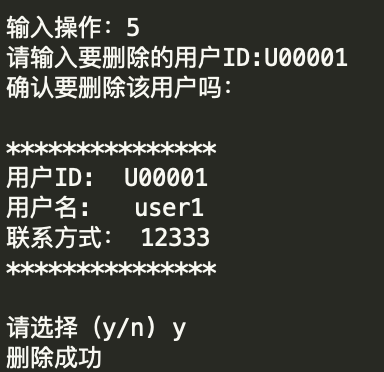 输入操作：5
请输入要删除的用户ID:U00001
确认要删除该用户吗：
***************
用户ID:  U00001
用户名:   user1
联系方式： 12333
***************
请选择（y/n）y
删除成功